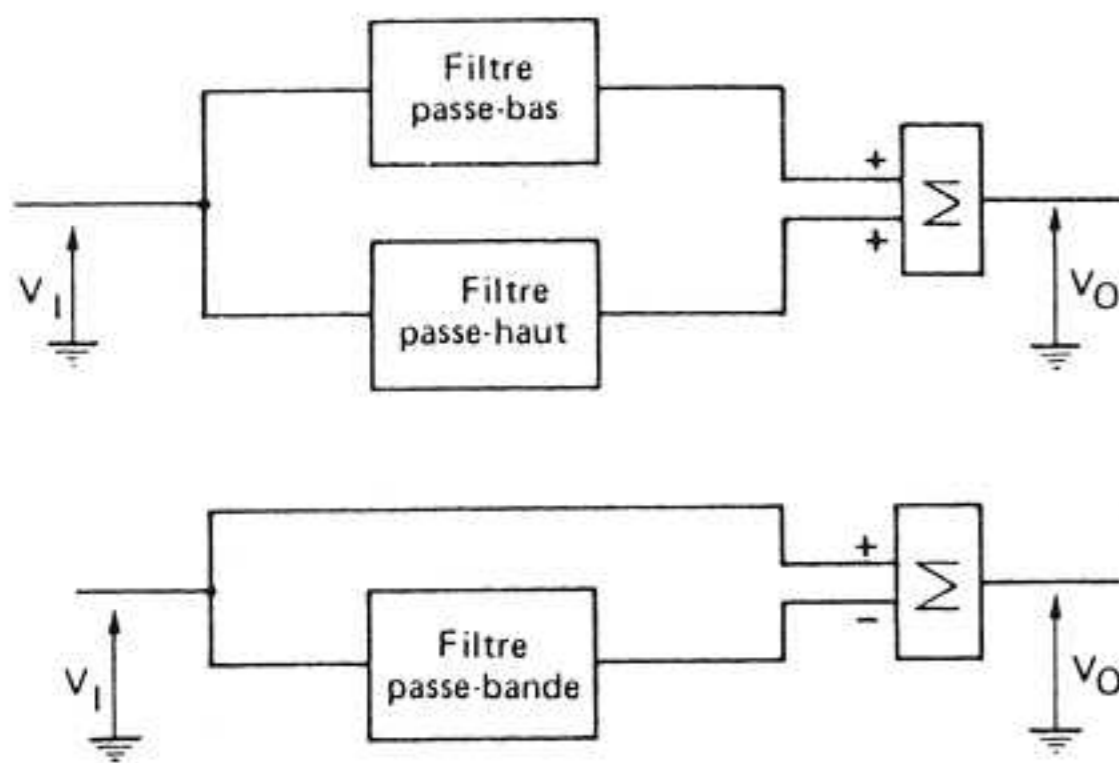 Filtre
passe-bas
+
Σ
+
V I
V O
Filtre
passe-haut
+
Σ
−
V I
V O
Filtre
passe-bande